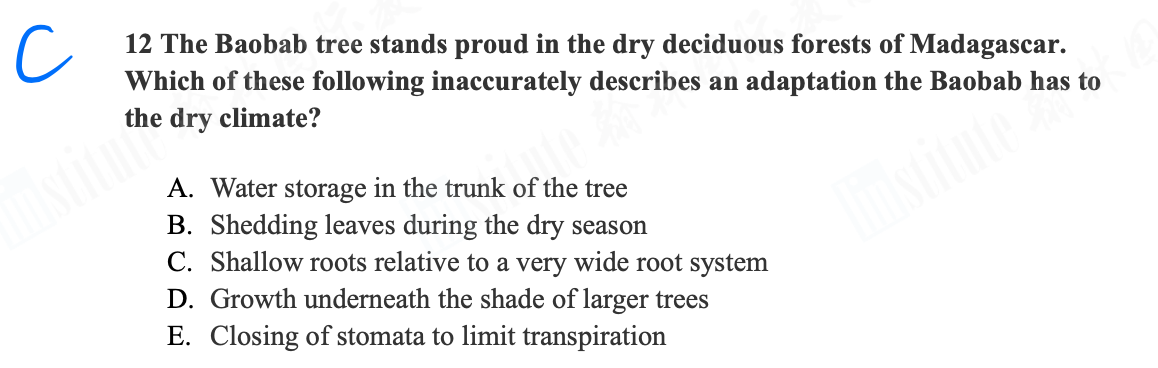 C
12 The Baobab tree stands proud in the dry deciduous forests of Madagascar.
Which of these following inaccurately describes an adaptation the Baobab has to
the dry climate?
A. Water storage in the trunk of the tree
B. Shedding leaves during the dry season
C. Shallow roots relative to a very wide root system
D. Growth underneath the shade of larger trees
E. Closing of stomata to limit transpiration